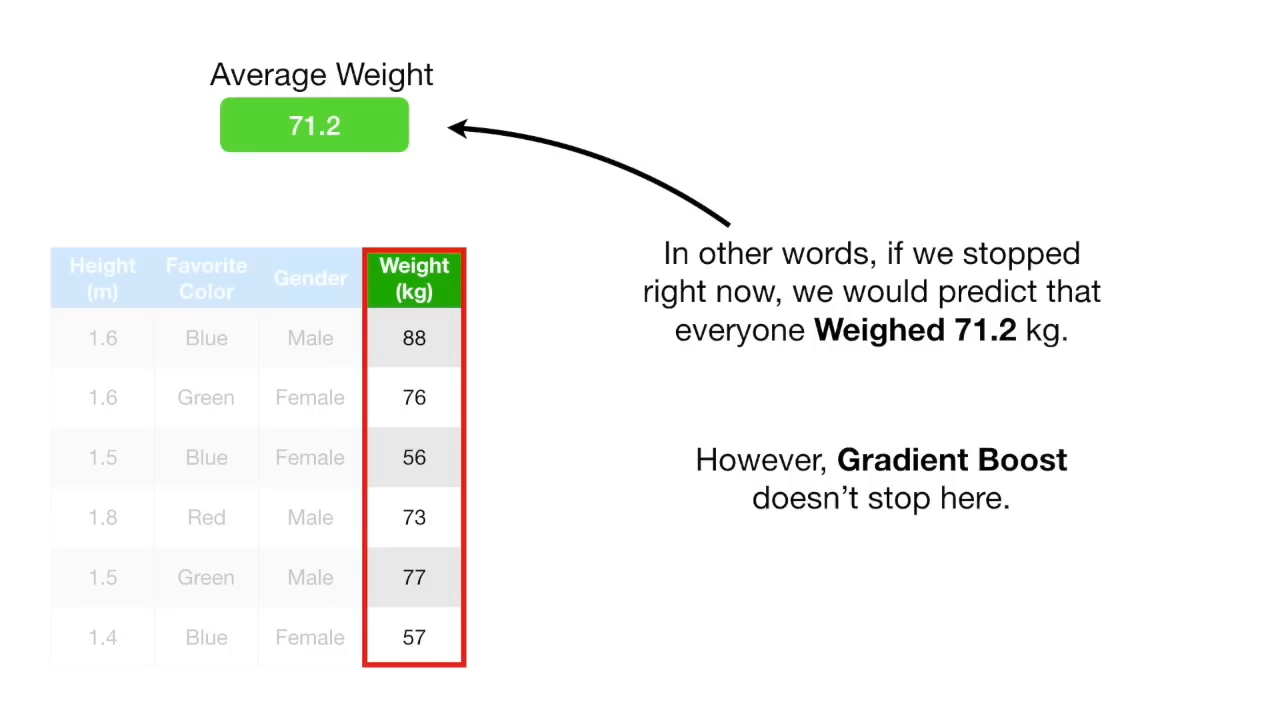 Average Weight
71.2
In other words, if we stopped
right now, we would predict that
everyone Weighed 71.2 kg.
However, Gradient Boost
doesn’t stop here.
Height (m) Favorite Color Gender Weight (kg)
1.6 Blue Male 88
1.6 Green Female 76
1.5 Blue Female 56
1.8 Red Male 73
1.5 Green Male 77
1.4 Blue Female 57